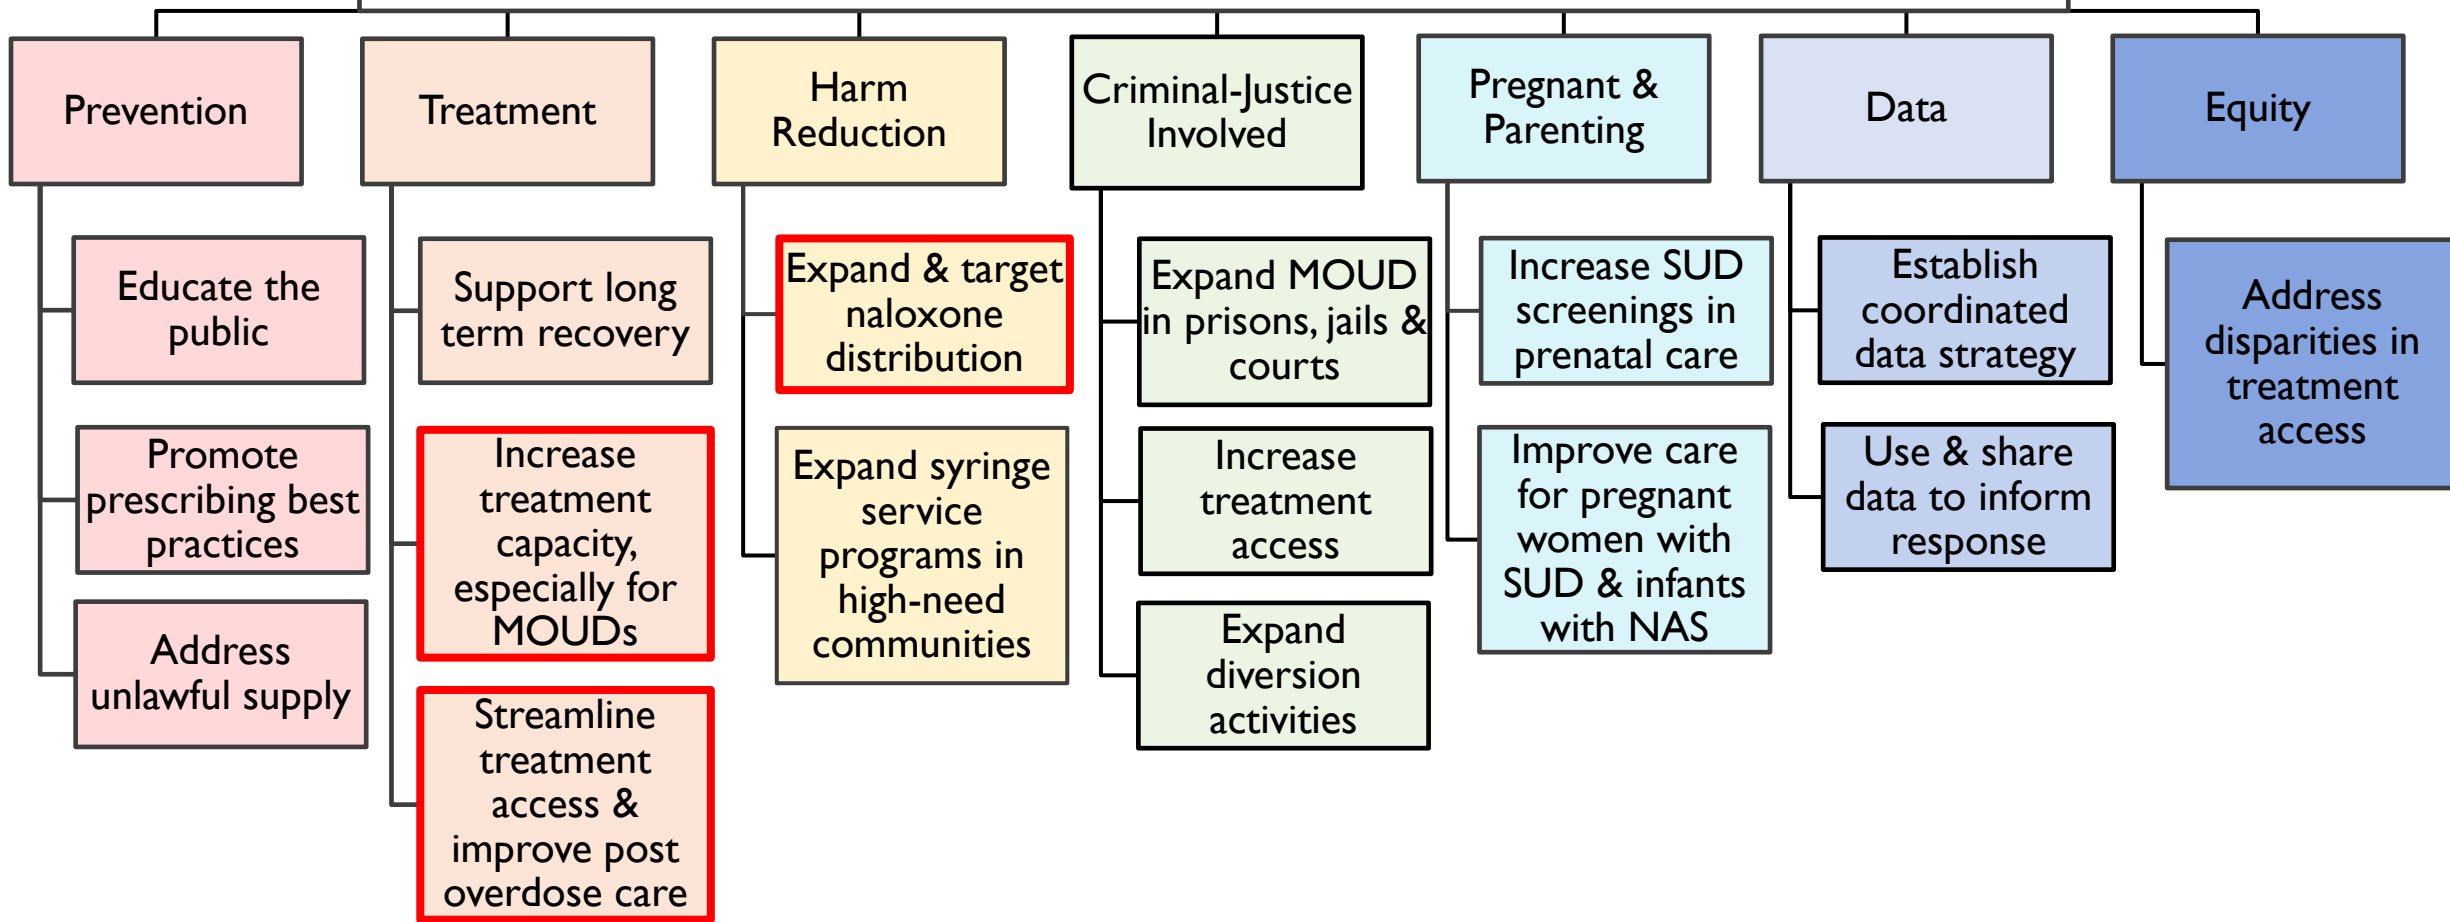 Prevention
Treatment
Harm
Reduction
Criminal-Justice
Involved
Pregnant &
Parenting
Data
Equity
Educate the
public
Promote
prescribing best
practices
Address
unlawful supply
Support long
term recovery
Increase
treatment
capacity,
especially for
MOUDs
Streamline
treatment
access &
improve post
overdose care
Expand & target
naloxone
distribution
Expand syringe
service
programs in
high-need
communities
Expand MOUD
in prisons, jails &
courts
Increase
treatment
access
Expand
diversion
activities
Increase SUD
screenings in
prenatal care
Improve care
for pregnant
women with
SUD & infants
with NAS
Establish
coordinated
data strategy
Use & share
data to inform
response
Address
disparities in
treatment
access